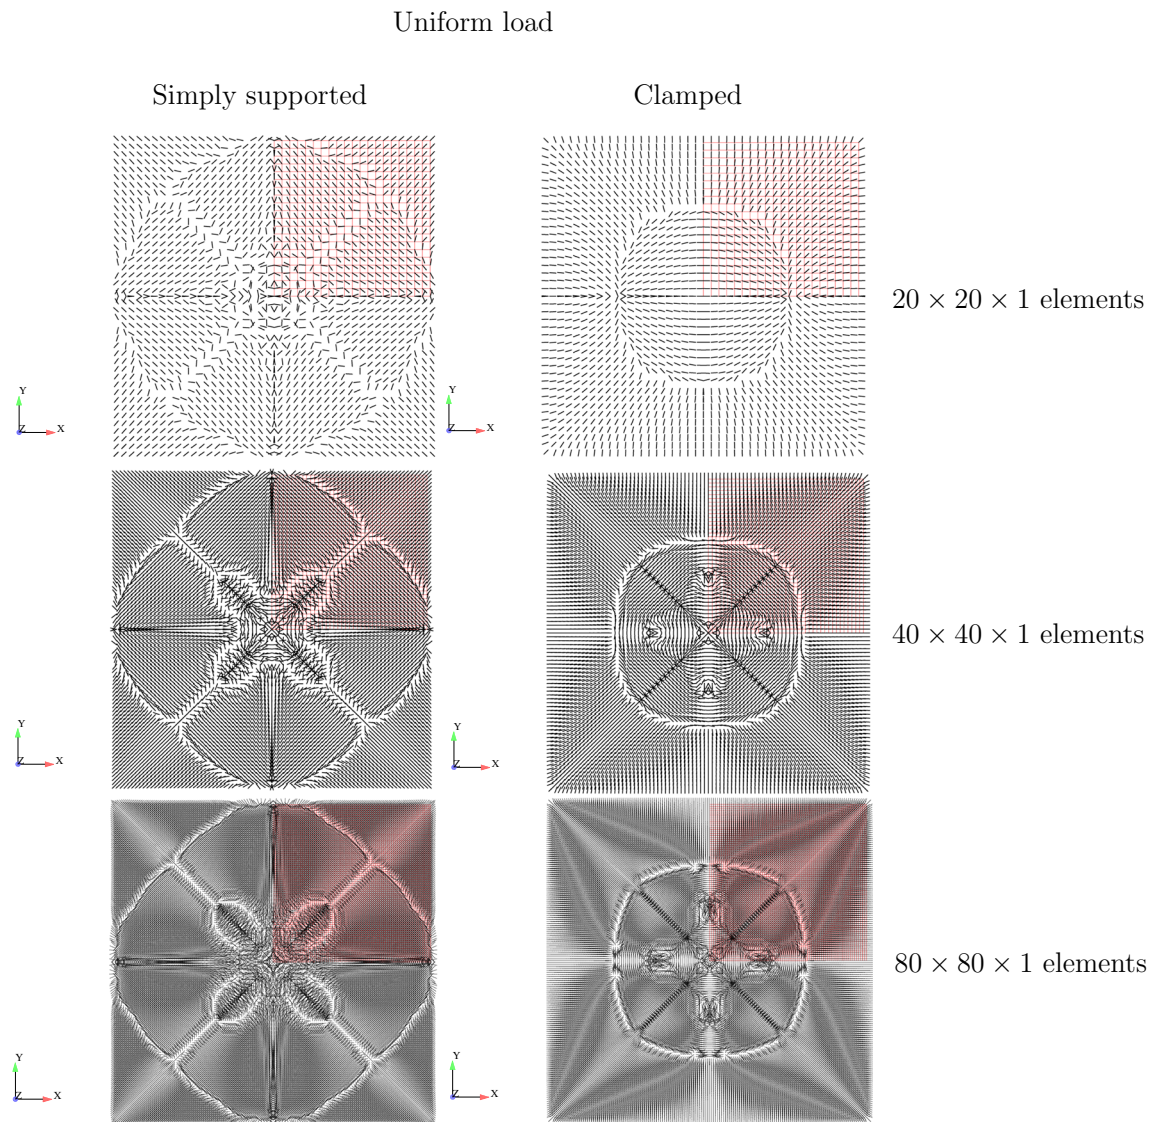 Uniform load
Simply supported Clamped
20 × 20 × 1 elements
Y Y
Z X Z X
40 × 40 × 1 elements
Y Y
Z X Z X
80 × 80 × 1 elements
Y Y
Z X Z X